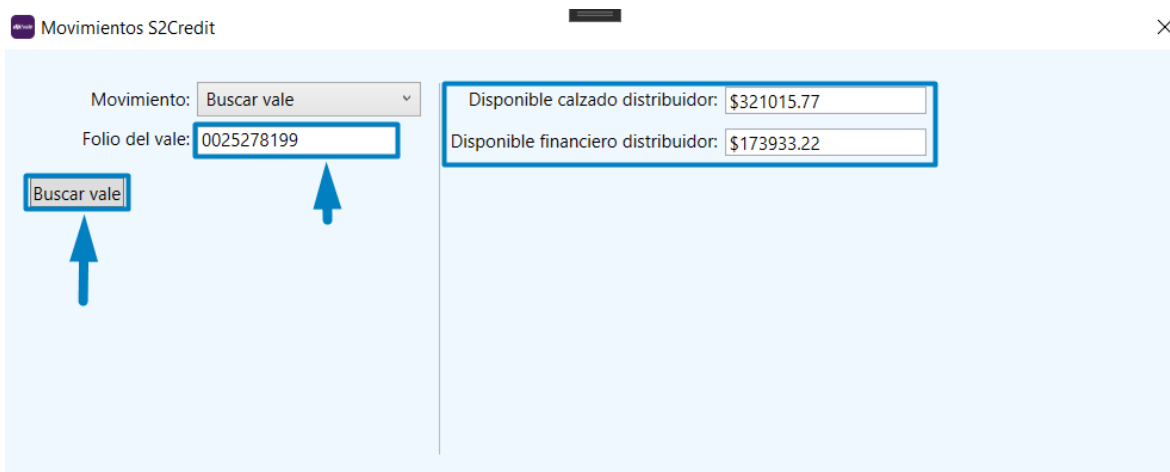 Movimientos S2Credit
Movimiento: Buscar vale
Folio del vale: 0025278199
Buscar vale
Disponible calzado distribuidor: $321015.77
Disponible financiero distribuidor: $173933.22